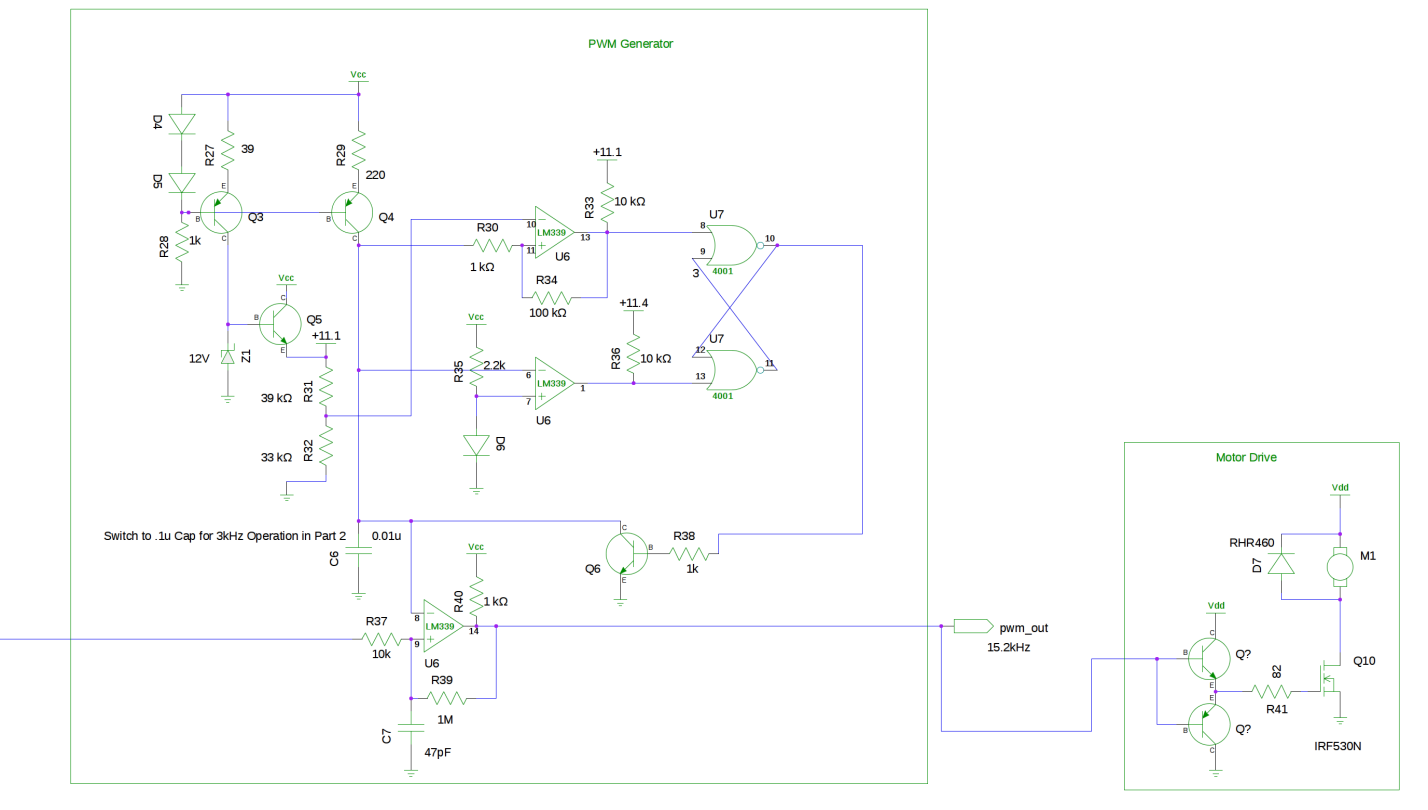 PWM Generator
Vcc
D4
R27
39
R29
220
D5
E
E
B
Q3
B
Q4
C
C
R28
1k
+11.1
R33
10 kΩ
R30
1 kΩ
10
11
LM339
13
U6
R34
100 kΩ
U7
8
9
10
3
4001
Vcc
C
B
Q5
E
+11.1
12V
Z1
39 kΩ
R31
33 kΩ
R32
Vcc
R35
2.2k
+11.4
R36
10 kΩ
6
7
LM339
1
U6
D6
U7
12
13
11
4001
Switch to .1u Cap for 3kHz Operation in Part 2
0.01u
C6
C
B
E
Q6
R38
1k
Vcc
R40
1 kΩ
R37
10k
8
9
LM339
14
U6
R39
1M
C7
47pF
pwm_out
15.2kHz
Motor Drive
Vdd
RHR460
D7
M1
Vdd
C
B
Q?
E
E
B
Q?
C
82
R41
Q10
IRF530N